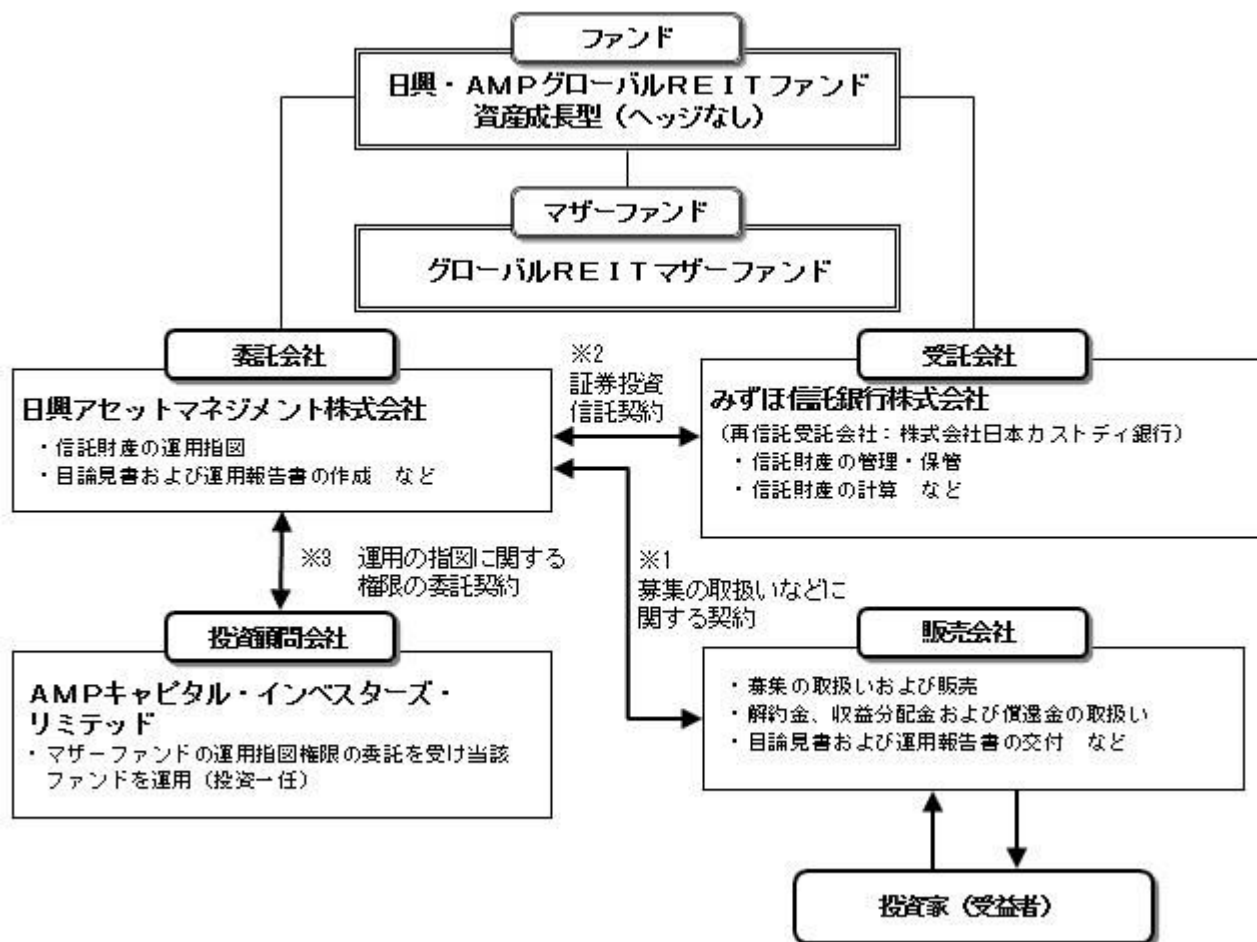 ファンド
日興・AMPグローバルREITファンド
資産成長型（ヘッジなし）
マザーファンド
グローバルREITマザーファンド
委託会社
日興アセットマネジメント株式会社
・信託財産の運用指図
・目論見書および運用報告書の作成　など
※2
証券投資
信託契約
受託会社
みずほ信託銀行株式会社
（再信託受託会社：株式会社日本カストディ銀行）
・信託財産の管理・保管
・信託財産の計算　など
※3　運用の指図に関する
権限の委託契約
※1
募集の取扱いなどに
関する契約
投資顧問会社
AMPキャピタル・インベスターズ・
リミテッド
・マザーファンドの運用指図権限の委託を受け当該
ファンドを運用（投資一任）
販売会社
・募集の取扱いおよび販売
・解約金、収益分配金および償還金の取扱い
・目論見書および運用報告書の交付　など
投資家（受益者）